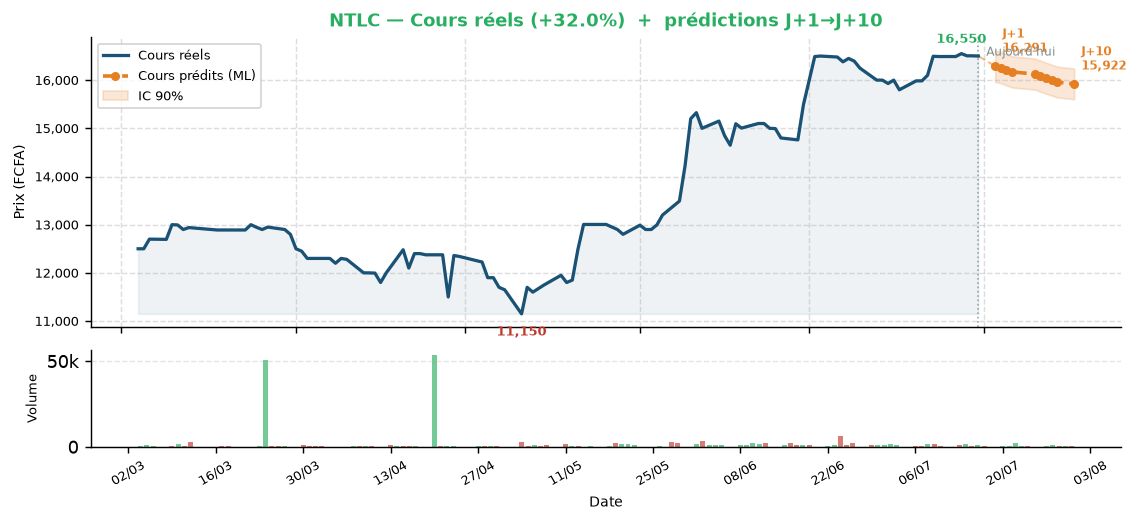 NTLC — Cours réels (+32.0%)  +  prédictions J+1→J+10
Cours réels
Cours prédits (ML)
IC 90%
16,550
Aujourd'hui
J+1
16,291
J+10
15,922
11,150
Prix (FCFA)
16,000
15,000
14,000
13,000
12,000
11,000
Volume
50k
0
02/03
16/03
30/03
13/04
27/04
11/05
25/05
08/06
22/06
06/07
20/07
03/08
Date